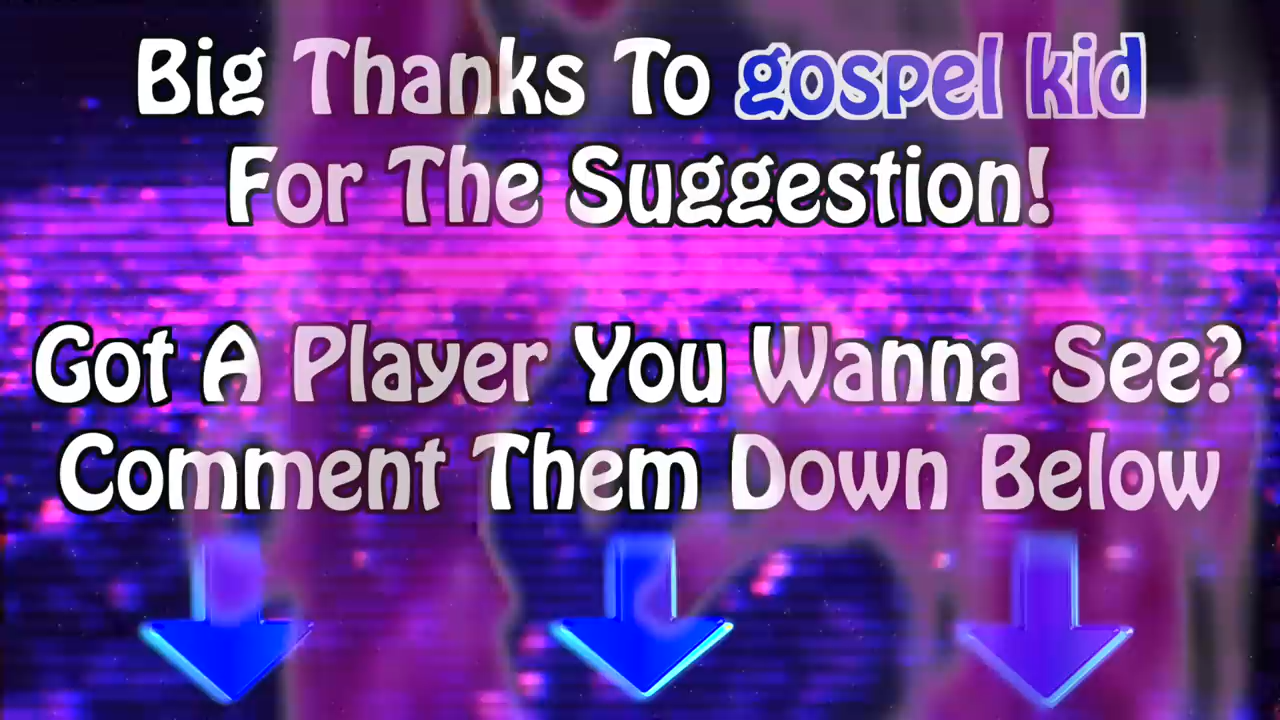 Big Thanks To gospel kid
For The Suggestion!
Got A Player You Wanna See?
Comment Them Down Below